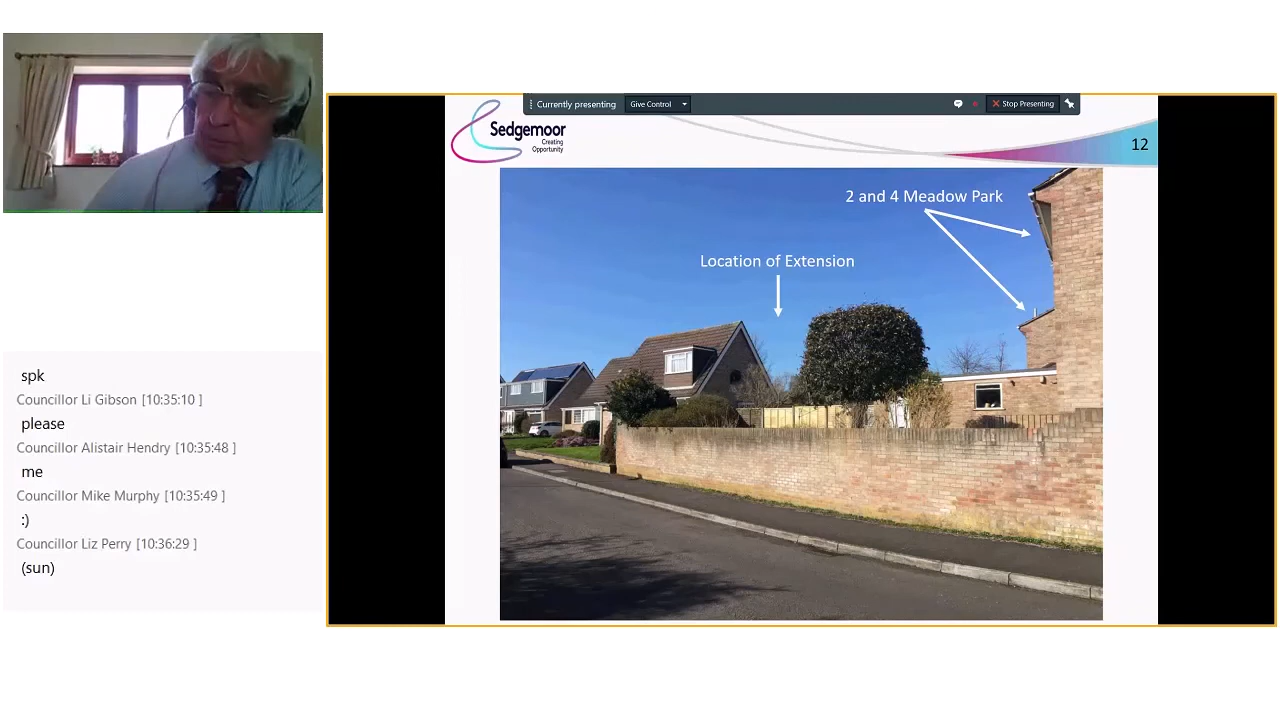 Currently presenting
Give Control
Stop Presenting
Sedgemoor
Creating
Opportunity
12
2 and 4 Meadow Park
Location of Extension
spk
Councillor Li Gibson [10:35:10 ]
please
Councillor Alistair Hendry [10:35:48 ]
me
Councillor Mike Murphy [10:35:49 ]
:)
Councillor Liz Perry [10:36:29 ]
(sun)